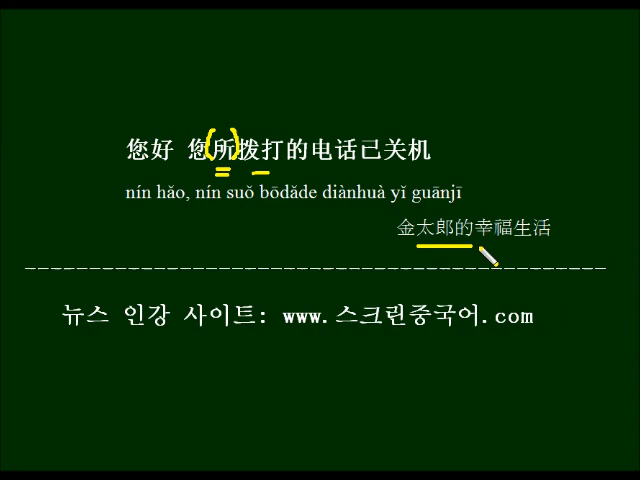 您好 您(所)拨打的电话已关机
nín hǎo, nín suǒ bōdǎde diànhuà yǐ guānjī
金太郎的幸福生活
뉴스 인강 사이트: www.스크린중국어.com